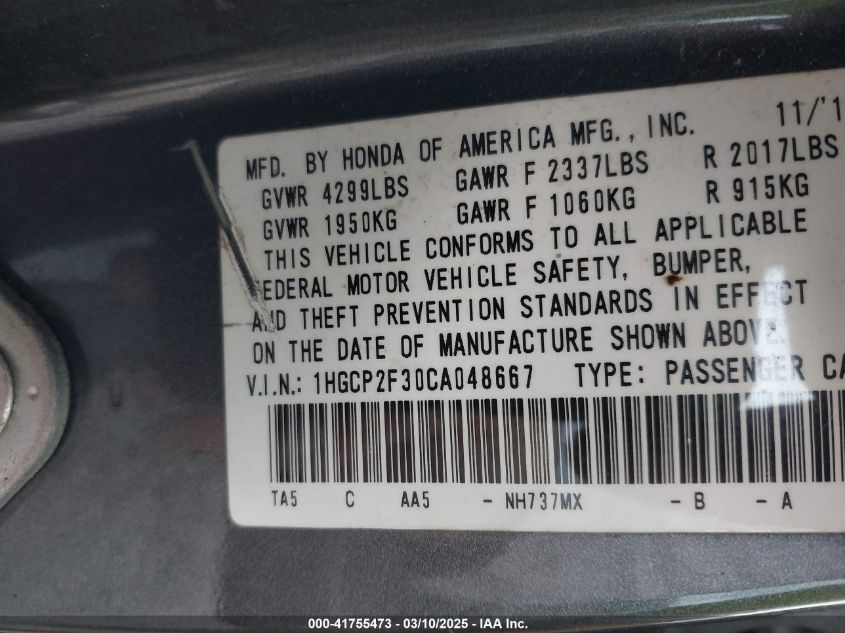 11/'1
MFD. BY HONDA OF AMERICA MFG., INC.
GVWR 4299LBS GAWR F 2337LBS R 2017LBS
GVWR 1950KG GAWR F 1060KG R 915KG
THIS VEHICLE CONFORMS TO ALL APPLICABLE
FEDERAL MOTOR VEHICLE SAFETY, BUMPER,
AND THEFT PREVENTION STANDARDS IN EFFECT
ON THE DATE OF MANUFACTURE SHOWN ABOVE.
V.I.N.: 1HGCP2F30CA048667 TYPE: PASSENGER CA
TA5 C AA5 - NH737MX - B - A
000-41755473 - 03/10/2025 - IAA Inc.